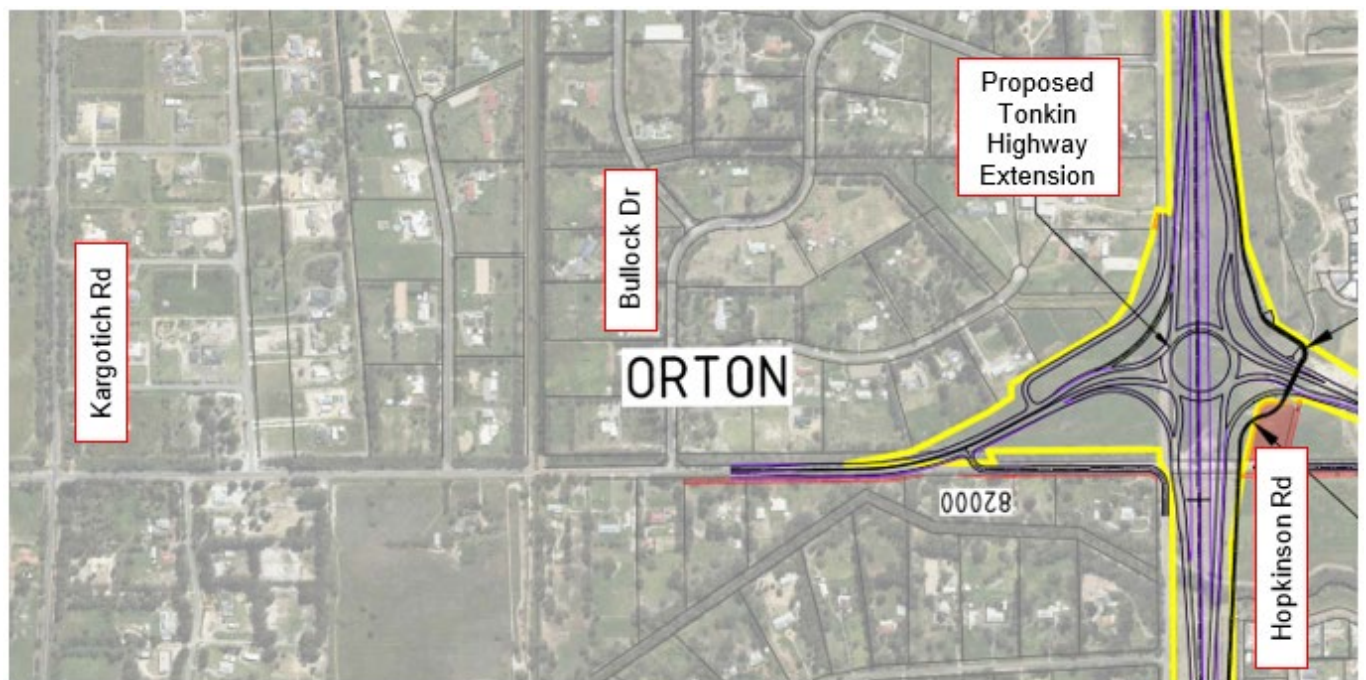 Proposed
Tonkin
Highway
Extension
Kargotich Rd
Bullock Dr
ORTON
82000
Hopkinson Rd